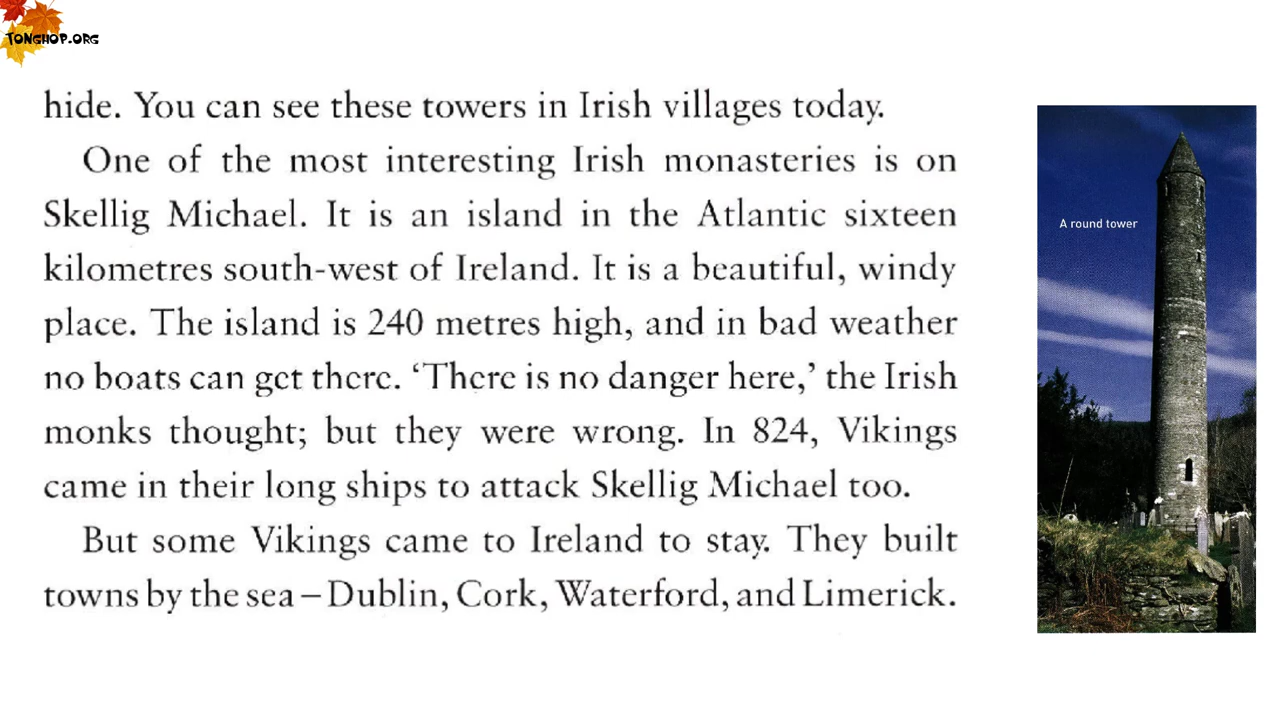 TONGHOP.ORG
hide. You can see these towers in Irish villages today.
One of the most interesting Irish monasteries is on
Skellig Michael. It is an island in the Atlantic sixteen
kilometres south-west of Ireland. It is a beautiful, windy
place. The island is 240 metres high, and in bad weather
no boats can get there. ‘There is no danger here,’ the Irish
monks thought; but they were wrong. In 824, Vikings
came in their long ships to attack Skellig Michael too.
But some Vikings came to Ireland to stay. They built
towns by the sea – Dublin, Cork, Waterford, and Limerick.
A round tower